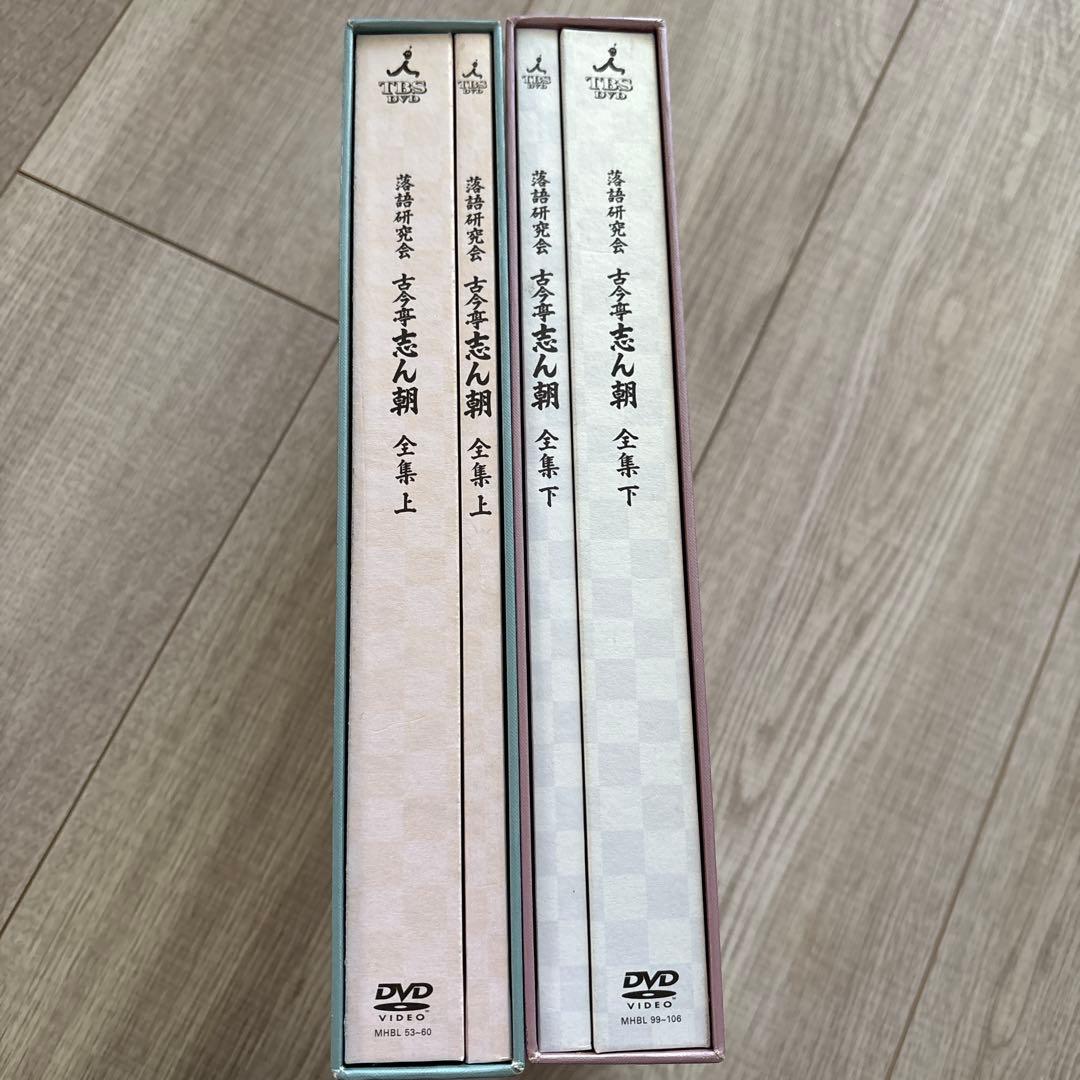 TBS
DVD
落語研究会 古今亭志ん朝 全集 上
DVD
VIDEO
MHBL 53~60
TBS
DVD
落語研究会 古今亭志ん朝 全集 上
TBS
DVD
落語研究会 古今亭志ん朝 全集 下
TBS
DVD
落語研究会 古今亭志ん朝 全集 下
DVD
VIDEO
MHBL 99~106